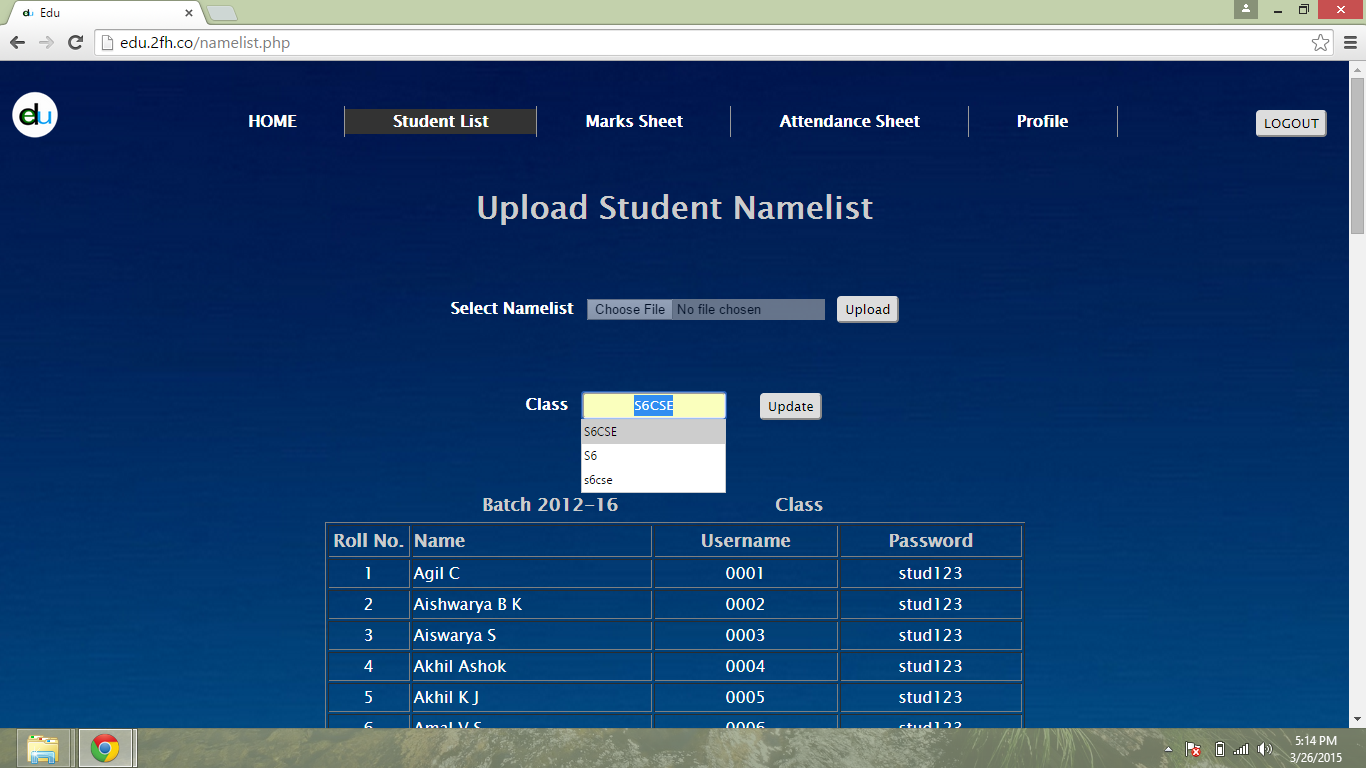 du Edu
edu.2fh.co/namelist.php
edu
HOME Student List Marks Sheet Attendance Sheet Profile LOGOUT
Upload Student Namelist
Select Namelist Choose File No file chosen Upload
Class S6CSE Update
S6CSE
S6
s6cse
Batch 2012-16 Class
Roll No. Name Username Password
1 Agil C 0001 stud123
2 Aishwarya B K 0002 stud123
3 Aiswarya S 0003 stud123
4 Akhil Ashok 0004 stud123
5 Akhil K J 0005 stud123
6 Amal V S 0006 stud123
5:14 PM
3/26/2015